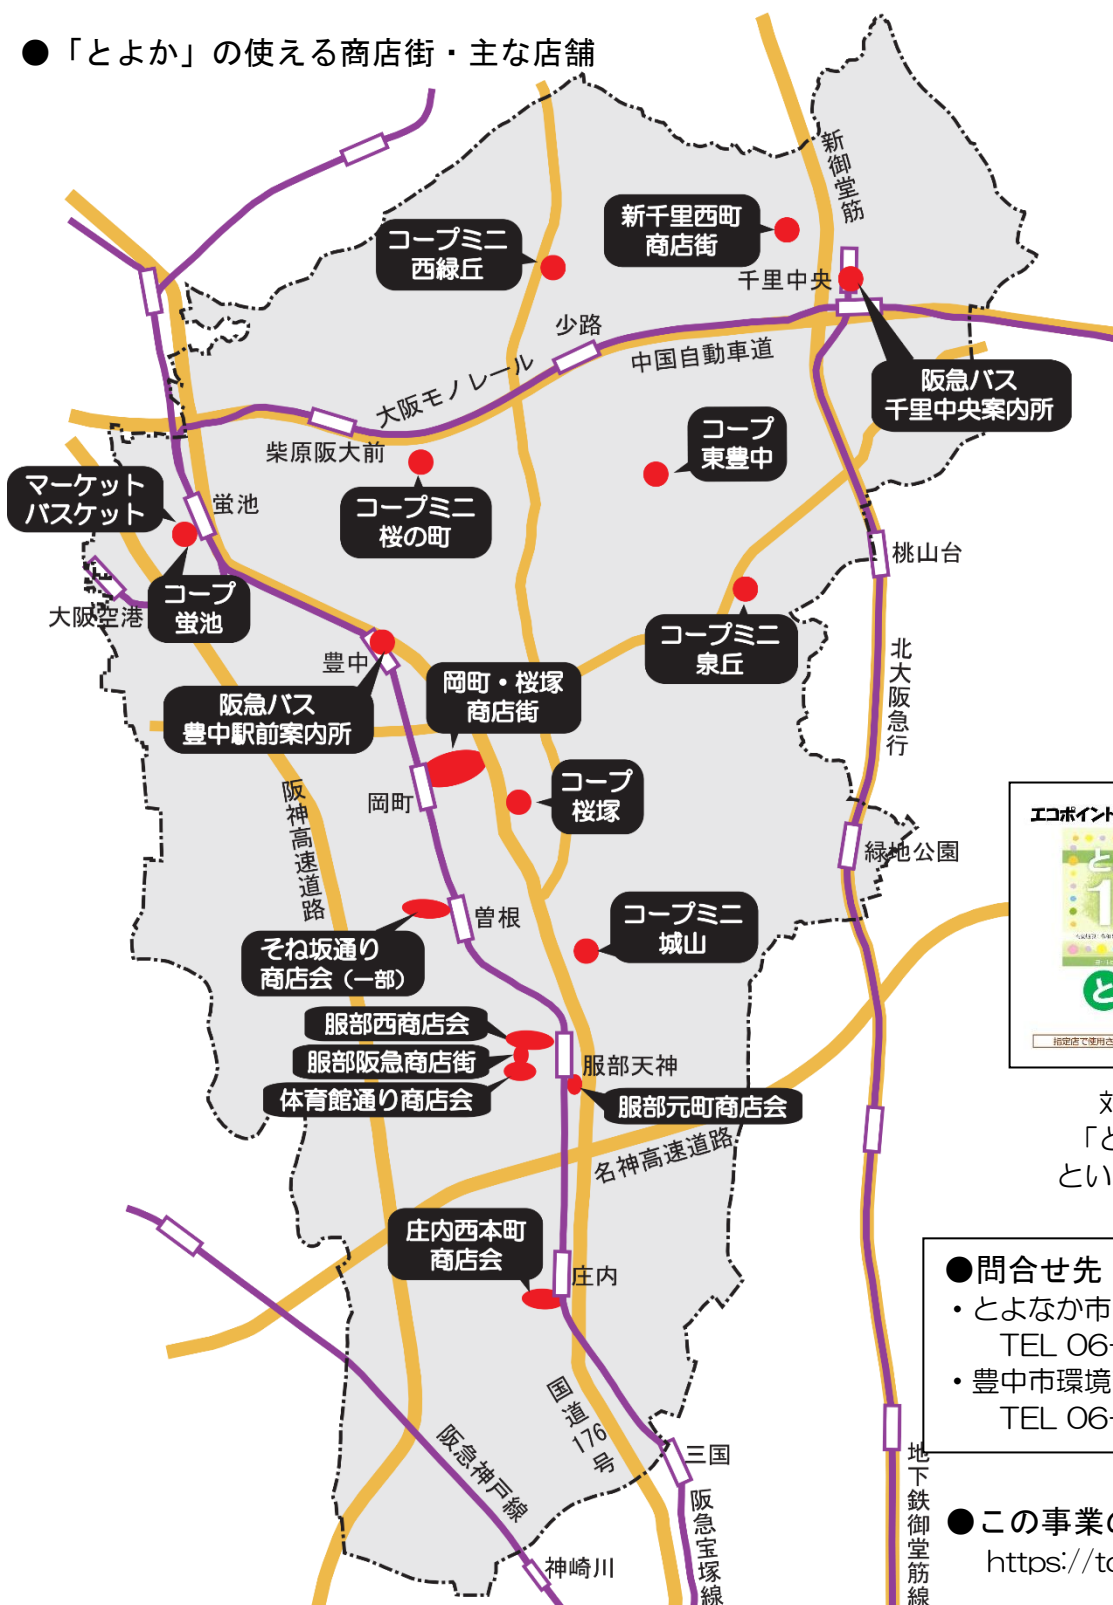 ●「とよか」の使える商店街・主な店舗
新御堂筋
新千里西町
商店街
コープミニ
西緑丘
千里中央
少路
中国自動車道
大阪モノレール
阪急バス
千里中央案内所
柴原阪大前
コープ
東豊中
マーケット
バスケット
蛍池
コープミニ
桜の町
桃山台
大阪空港
コープ
蛍池
コープミニ
泉丘
豊中
北大阪急行
岡町・桜塚
商店街
阪急バス
豊中駅前案内所
阪神高速道路
岡町
コープ
桜塚
緑地公園
エコポイント
曽根
コープミニ
城山
そね坂通り
商店会（一部）
服部西商店会
服部阪急商店街
服部天神
体育館通り商店会
服部元町商店会
指定店で使用さ
名神高速道路
「と
とい
庄内西本町
商店会
庄内
●問合せ先
・とよなか市
TEL 06-
・豊中市環境
TEL 06-
国道176号
阪急神戸線
三国
阪急宝塚線
地下鉄御堂筋線
神崎川
●この事業の
https://to